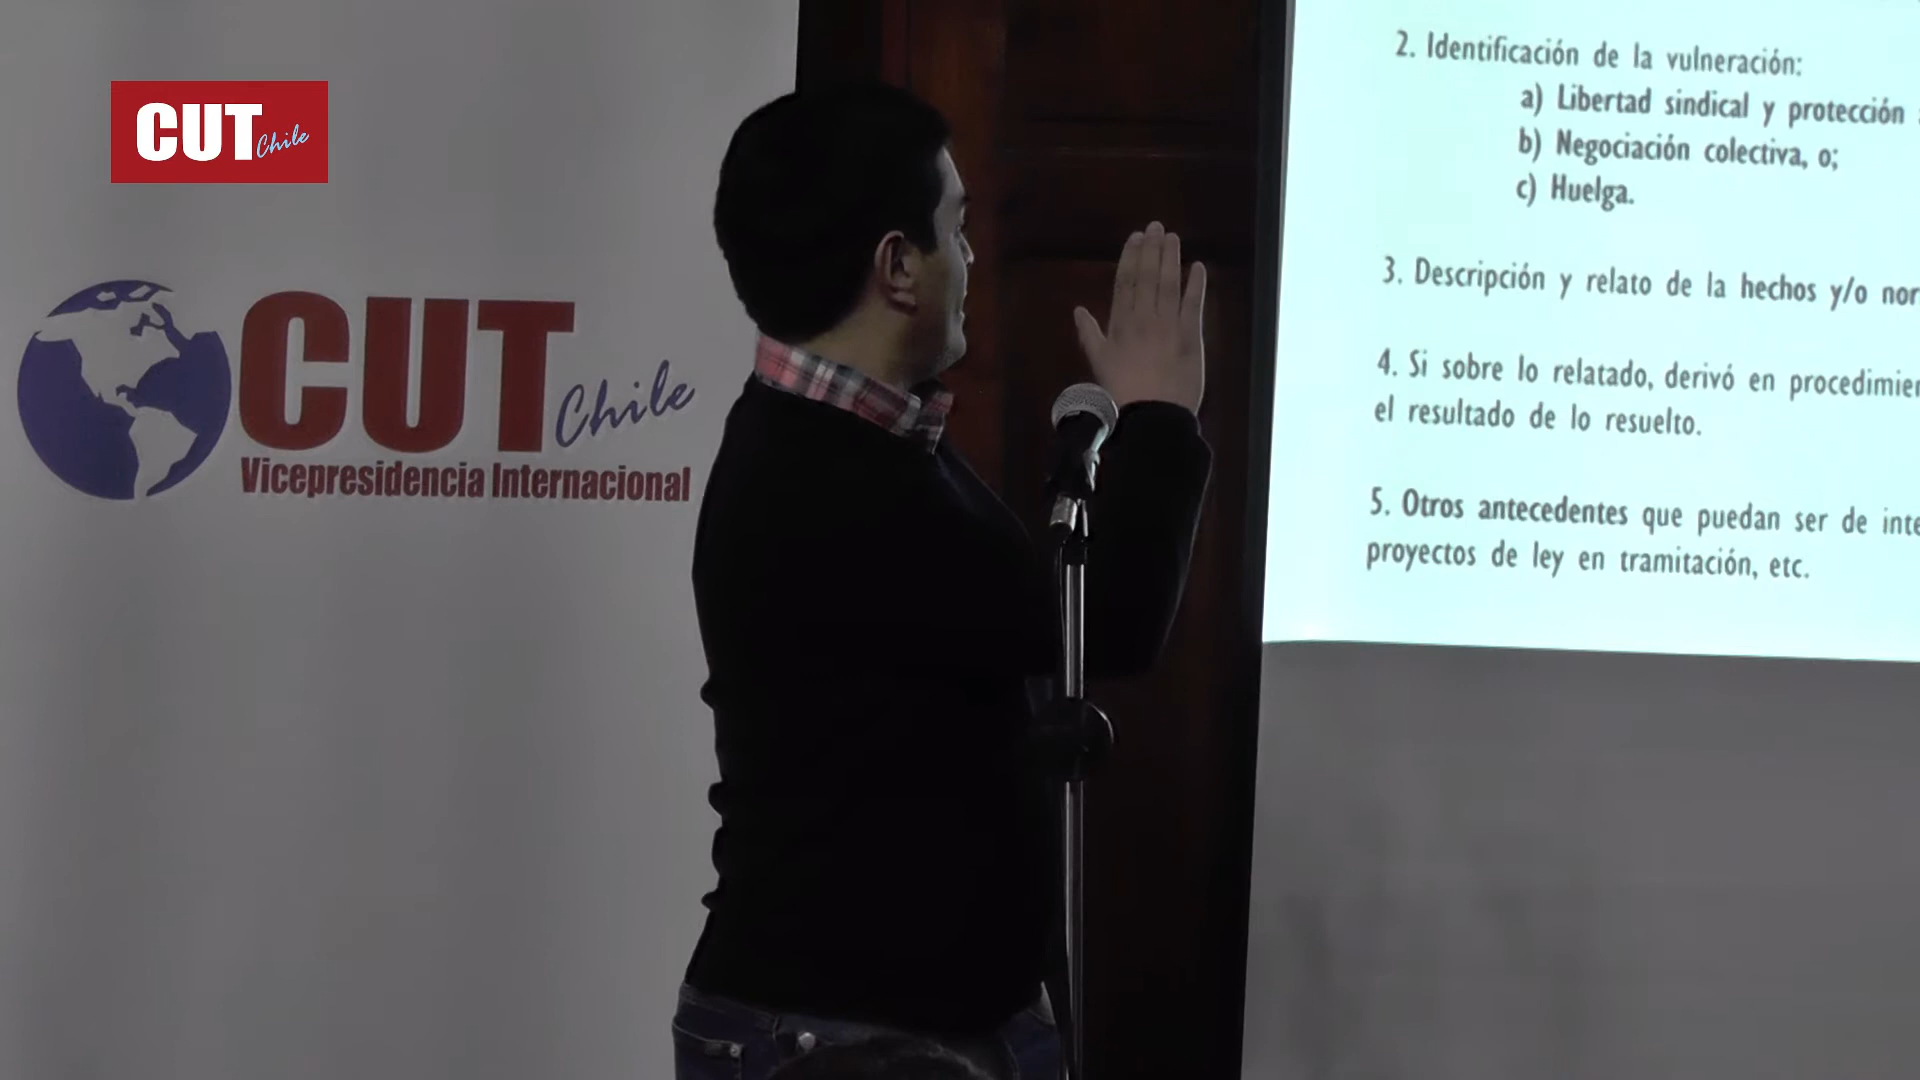 CUT Chile
CUT Chile
Vicepresidencia Internacional
2. Identificación de la vulneración:
a) Libertad sindical y protección
b) Negociación colectiva, o;
c) Huelga.
3. Descripción y relato de la hechos y/o
4. Si sobre lo relatado, derivó en
el resultado de lo resuelto.
5. Otros antecedentes que puedan ser de
proyectos de ley en tramitación, etc.